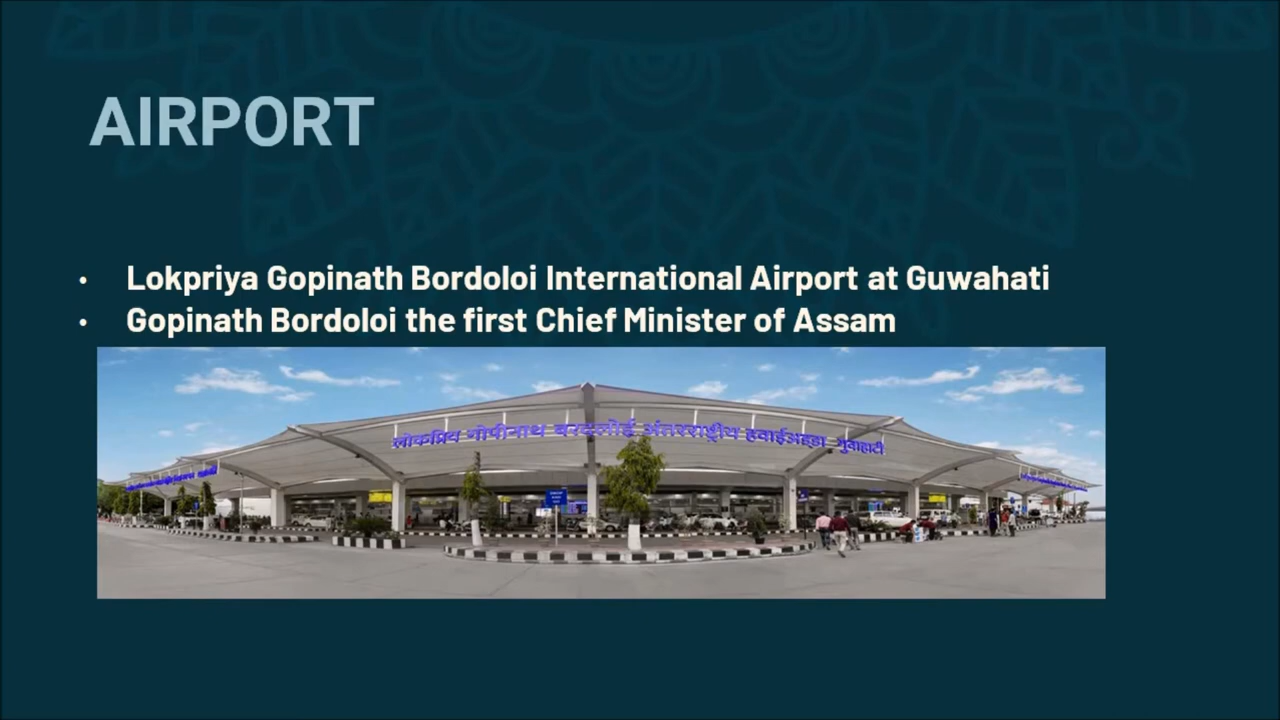 AIRPORT
• Lokpriya Gopinath Bordoloi International Airport at Guwahati
• Gopinath Bordoloi the first Chief Minister of Assam
लोकप्रिय गोपीनाथ बरदलोई अंतरराष्ट्रीय हवाईअड्डा गुवाहाटी